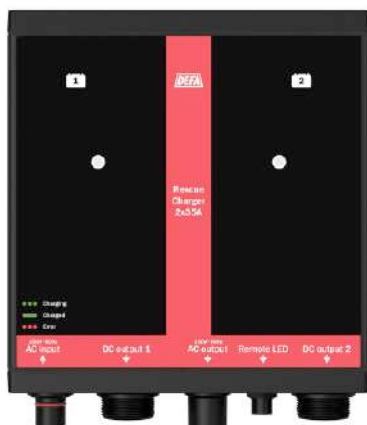 1
DEFA
2
Rescue
Charger
2x35A
Charging
Charged
Error
AC input
DC output 1
AC output
Remote LED
DC output 2